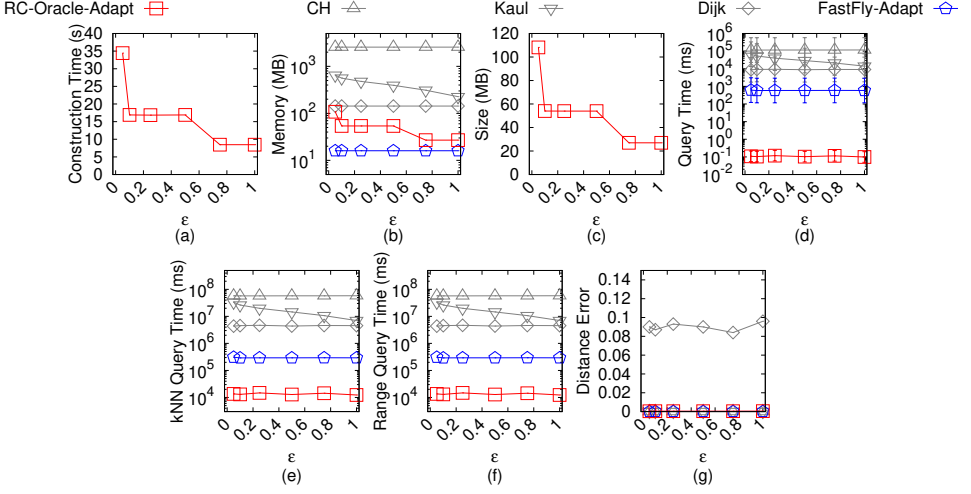 RC-Oracle-Adapt CH Kaul Dijk FastFly-Adapt
Construction Time (s)
40
35
30
25
20
15
10
5
0
0 0.2 0.4 0.6 0.8 1
ε
(a)
Memory (MB)
10^3
10^2
10^1
0 0.2 0.4 0.6 0.8 1
ε
(b)
Size (MB)
120
100
80
60
40
20
0
0 0.2 0.4 0.6 0.8 1
ε
(c)
Query Time (ms)
10^6
10^5
10^4
10^3
10^2
10^1
10^0
10^-1
10^-2
0 0.2 0.4 0.6 0.8 1
ε
(d)
kNN Query Time (ms)
10^8
10^7
10^6
10^5
10^4
0 0.2 0.4 0.6 0.8 1
ε
(e)
Range Query Time (ms)
10^8
10^7
10^6
10^5
10^4
0 0.2 0.4 0.6 0.8 1
ε
(f)
Distance Error
0.14
0.12
0.1
0.08
0.06
0.04
0.02
0
0 0.2 0.4 0.6 0.8 1
ε
(g)